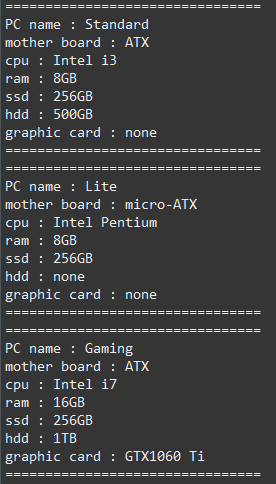 ================================
PC name : Standard
mother board : ATX
cpu : Intel i3
ram : 8GB
ssd : 256GB
hdd : 500GB
graphic card : none
================================
================================
PC name : Lite
mother board : micro-ATX
cpu : Intel Pentium
ram : 8GB
ssd : 256GB
hdd : none
graphic card : none
================================
================================
PC name : Gaming
mother board : ATX
cpu : Intel i7
ram : 16GB
ssd : 256GB
hdd : 1TB
graphic card : GTX1060 Ti
================================